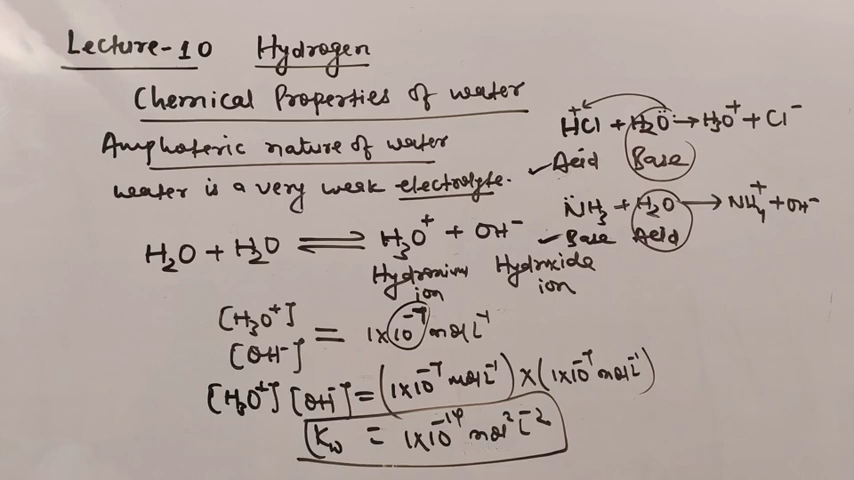 Lecture-10 Hydrogen
Chemical Properties of water
Amphoteric nature of water
water is a very weak electrolyte.
H₂O + H₂O ⇌ H₃O⁺ + OH⁻
Hydronium ion Hydroxide ion
[H₃O⁺]
[OH⁻] = 1×10⁻⁷ mol L⁻¹
[H₃O⁺] [OH⁻] = (1×10⁻⁷ mol L⁻¹) × (1×10⁻⁷ mol L⁻¹)
Kw = 1×10⁻¹⁴ mol² L⁻²
H⁺Cl + H₂Ö → H₃O⁺ + Cl⁻
✓ Acid Base
N̈H₃ + H₂O → NH₄⁺ + OH⁻
✓ Base Acid